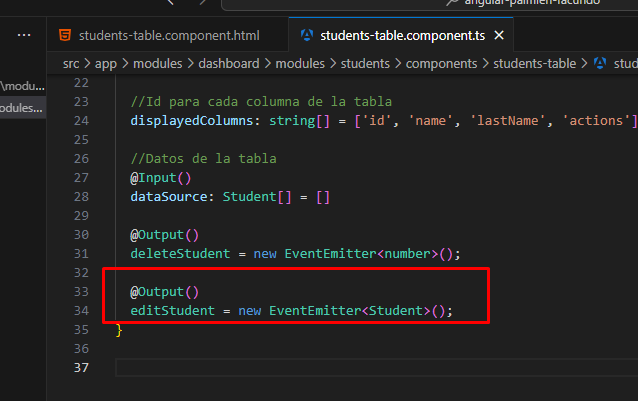 angular-palmien-facundo
students-table.component.html
students-table.component.ts
\modu...
odules...
src > app > modules > dashboard > modules > students > components > students-table > stud
22
23 //Id para cada columna de la tabla
24 displayedColumns: string[] = ['id', 'name', 'lastName', 'actions']
25
26 //Datos de la tabla
27 @Input()
28 dataSource: Student[] = []
29
30 @Output()
31 deleteStudent = new EventEmitter<number>();
32
33 @Output()
34 editStudent = new EventEmitter<Student>();
35 }
36
37